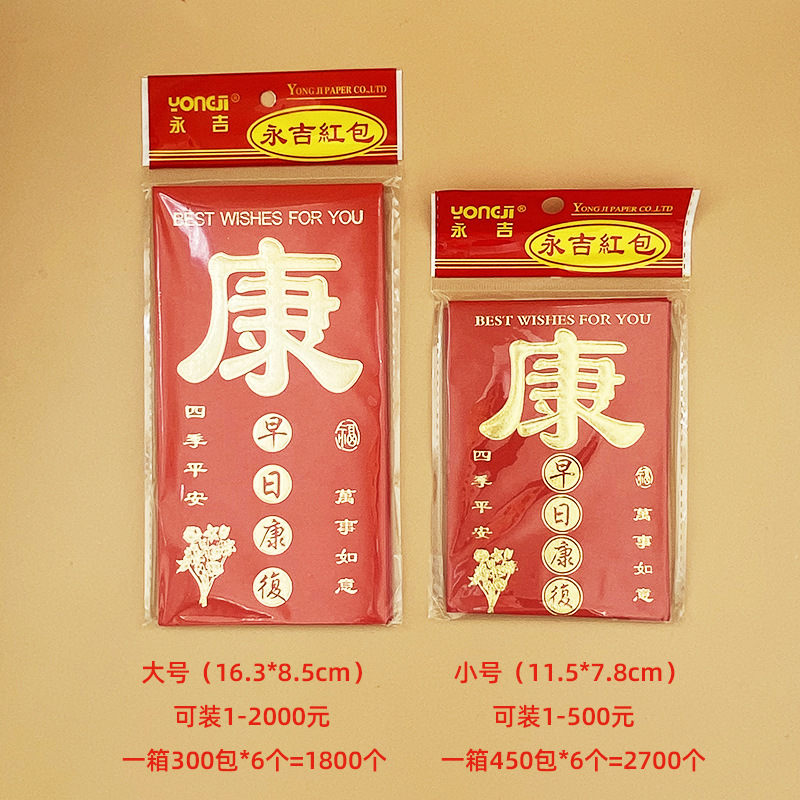 YONGJI®
永吉
YONG JI PAPER CO.,LTD
永吉紅包
BEST WISHES FOR YOU
康
四季平安
早日康復
福
萬事如意
YONGJI®
永吉
YONG JI PAPER CO.,LTD
永吉紅包
BEST WISHES FOR YOU
康
四季平安
早日康復
福
萬事如意
大号（16.3*8.5cm）
可装1-2000元
一箱300包*6个=1800个
小号（11.5*7.8cm）
可装1-500元
一箱450包*6个=2700个